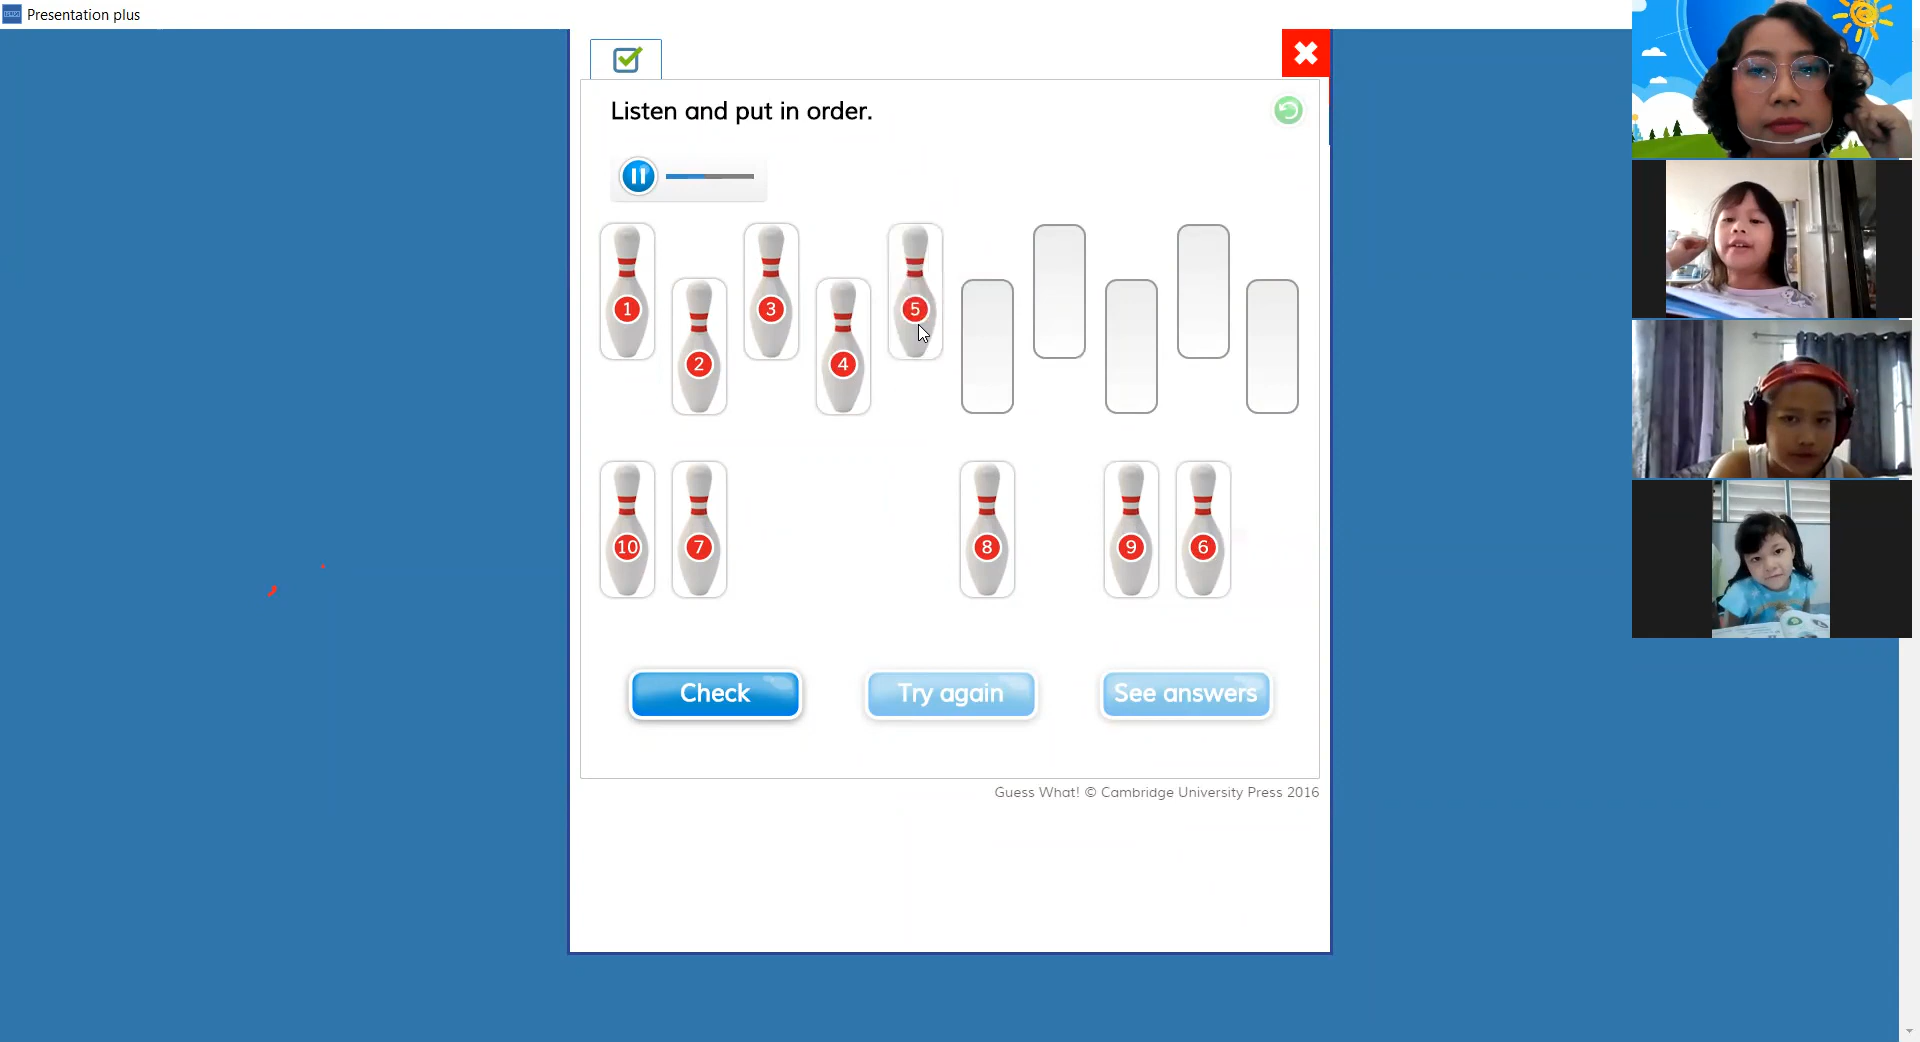 Presentation plus
Listen and put in order.
1
3
5
2
4
10
7
8
9
6
Check
Try again
See answers
Guess What! © Cambridge University Press 2016